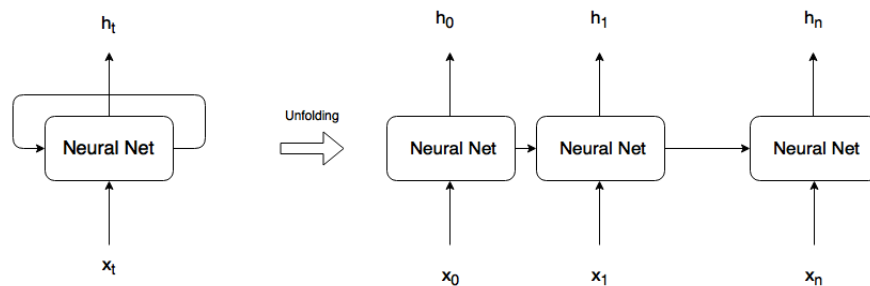 h_t
h_0
h_1
h_n
Unfolding
Neural Net
Neural Net
Neural Net
Neural Net
x_t
x_0
x_1
x_n